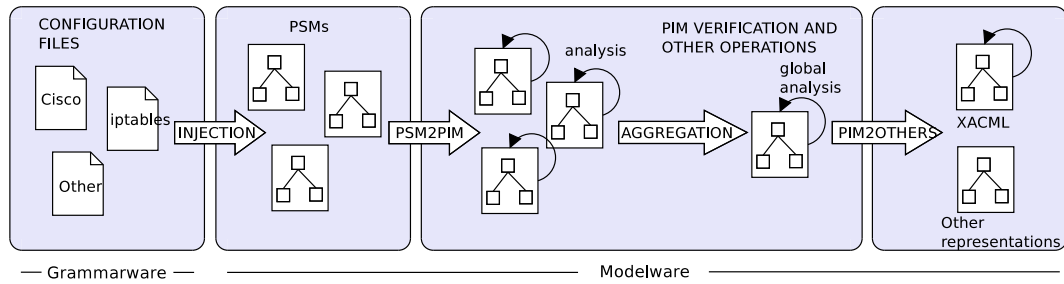 CONFIGURATION
FILES
Cisco
iptables
Other
INJECTION
PSMs
PSM2PIM
analysis
PIM VERIFICATION AND
OTHER OPERATIONS
global
analysis
AGGREGATION
PIM2OTHERS
XACML
Other
representations
Grammarware
Modelware